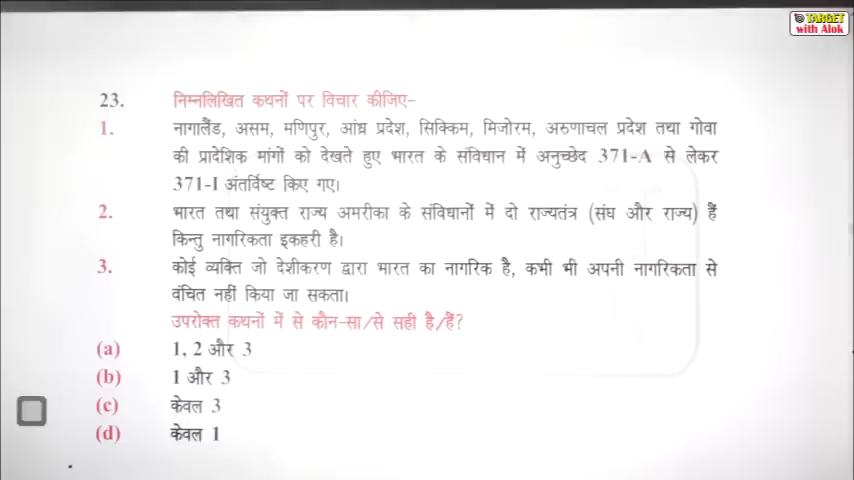 TARGET
with Alok
23. निम्नलिखित कथनों पर विचार कीजिए-
1. नागालैंड, असम, मणिपुर, आंध्र प्रदेश, सिक्किम, मिजोरम, अरुणाचल प्रदेश तथा गोवा
की प्रादेशिक मांगों को देखते हुए भारत के संविधान में अनुच्छेद 371-A से लेकर
371-I अंतर्विष्ट किए गए।
2. भारत तथा संयुक्त राज्य अमरीका के संविधानों में दो राज्यतंत्र (संघ और राज्य) हैं
किन्तु नागरिकता इकहरी है।
3. कोई व्यक्ति जो देशीकरण द्वारा भारत का नागरिक है, कभी भी अपनी नागरिकता से
वंचित नहीं किया जा सकता।
उपरोक्त कथनों में से कौन-सा/से सही है/हैं?
(a) 1, 2 और 3
(b) 1 और 3
(c) केवल 3
(d) केवल 1